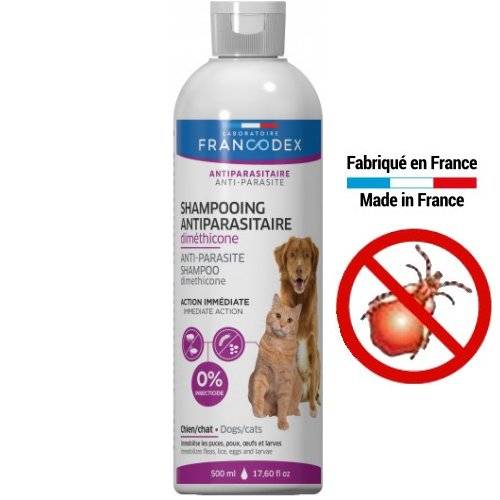 LABORATOIRE
FRANCODEX
ANTIPARASITAIRE
ANTI-PARASITE
SHAMPOOING
ANTIPARASITAIRE
diméthicone
ANTI-PARASITE
SHAMPOO
dimethicone
ACTION IMMÉDIATE
IMMEDIATE ACTION
0%
INSECTICIDE
Chien/chat • Dogs/cats
Immobilise les puces, poux, œufs et larves
Immobilizes fleas, lice, eggs and larvae
500 ml 17,60 fl oz
Fabriqué en France
Made in France